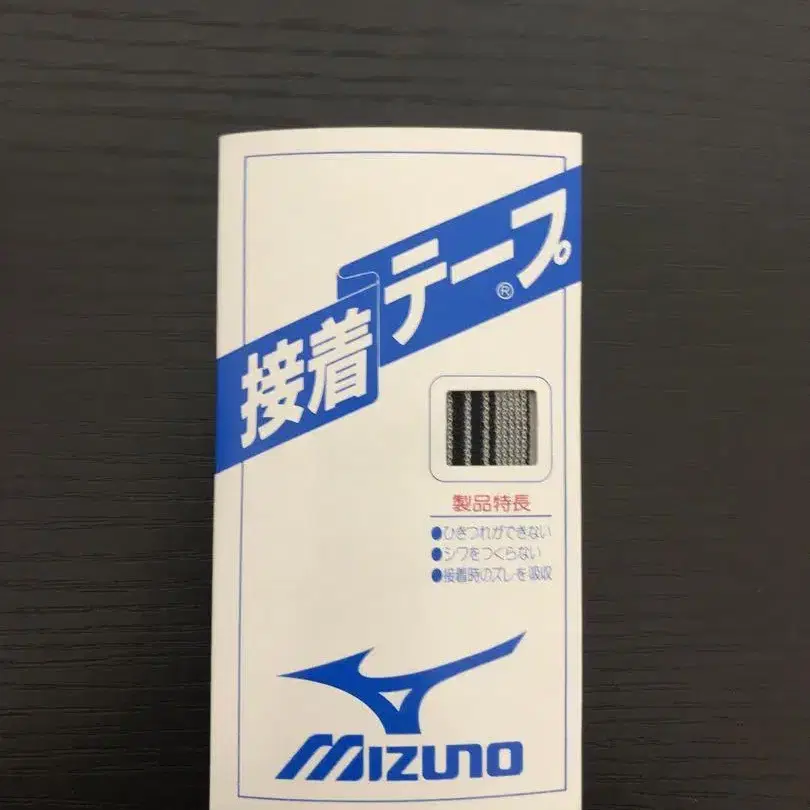 接着テープ®
製品特長
●ひきつれができない
●シワをつくらない
●接着時のズレを吸収
MIZUNO